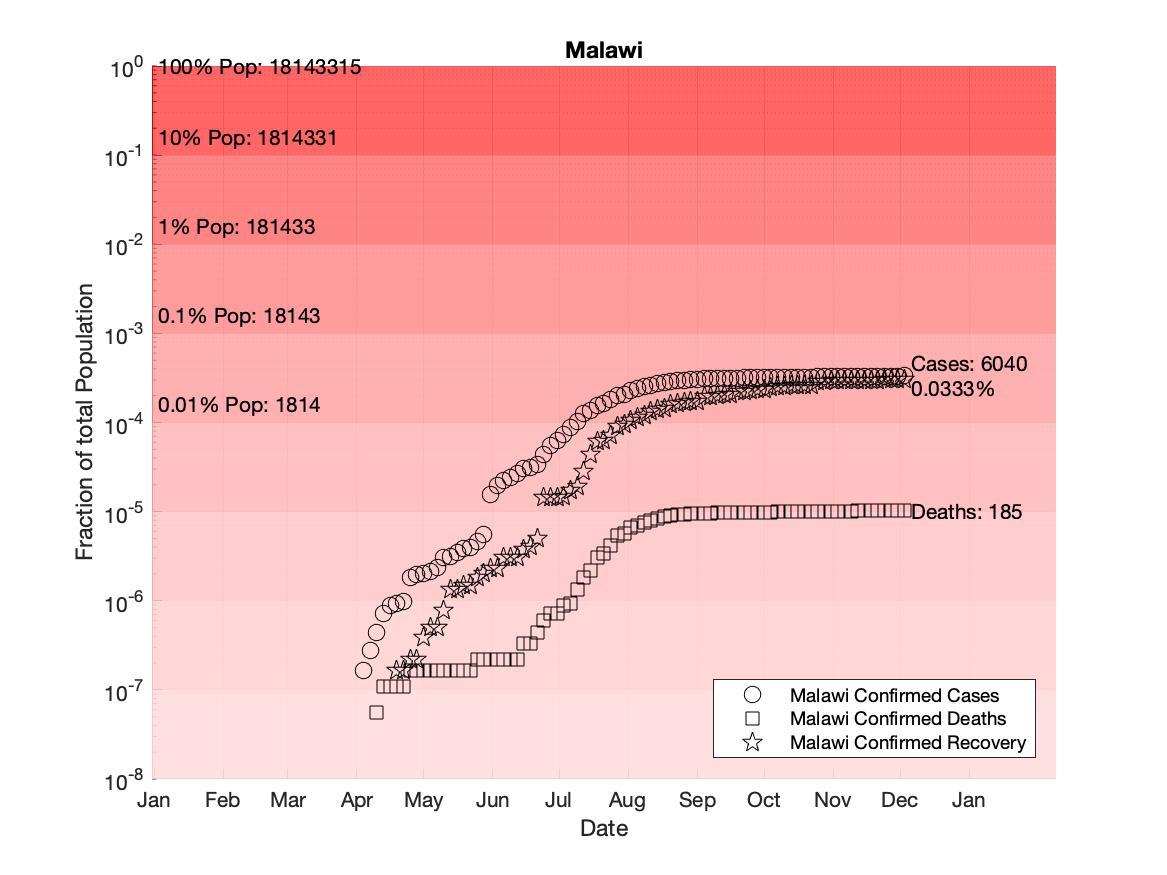 Malawi
10^0
10^-1
10^-2
10^-3
10^-4
10^-5
10^-6
10^-7
10^-8
Fraction of total Population
100% Pop: 18143315
10% Pop: 1814331
1% Pop: 181433
0.1% Pop: 18143
0.01% Pop: 1814
Cases: 6040
0.0333%
Deaths: 185
Malawi Confirmed Cases
Malawi Confirmed Deaths
Malawi Confirmed Recovery
Jan Feb Mar Apr May Jun Jul Aug Sep Oct Nov Dec Jan
Date